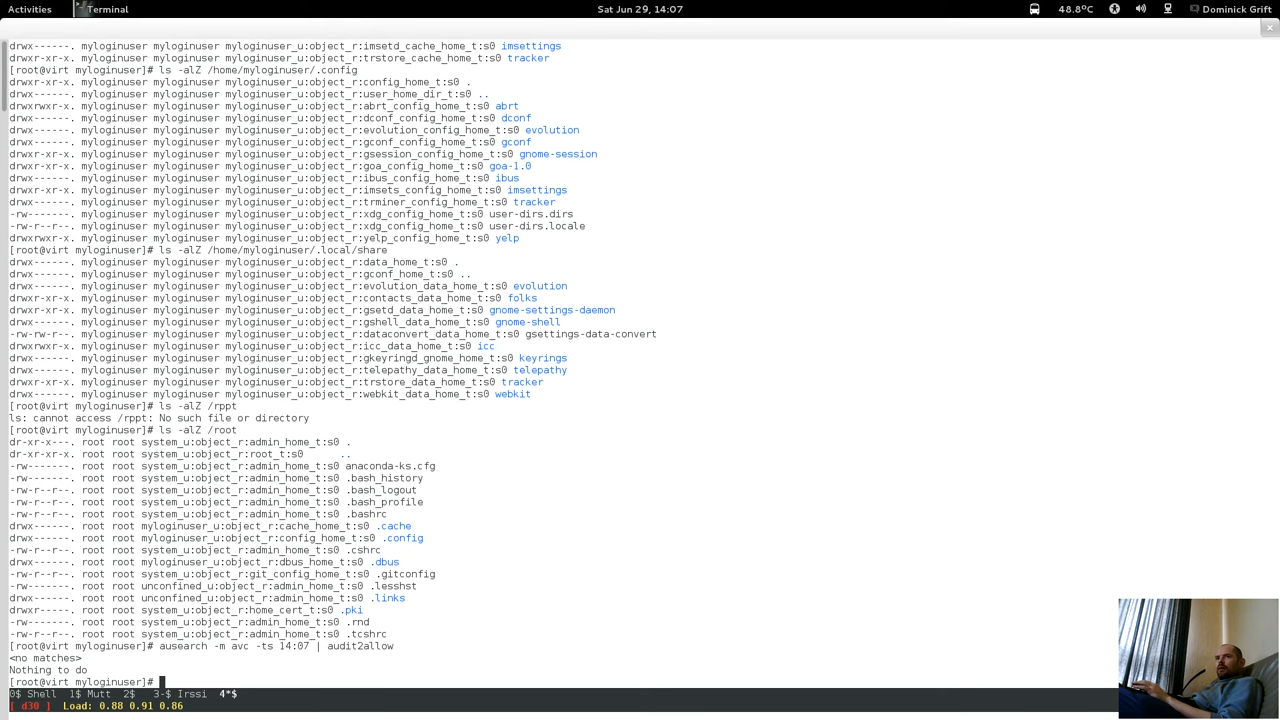 Activities Terminal Sat Jun 29, 14:07 48.8°C Dominick Grift
drwx------. myloginuser myloginuser myloginuser_u:object_r:imsetd_cache_home_t:s0 imsettings
drwxr-xr-x. myloginuser myloginuser myloginuser_u:object_r:trstore_cache_home_t:s0 tracker
[root@virt myloginuser]# ls -alZ /home/myloginuser/.config
drwxr-xr-x. myloginuser myloginuser myloginuser_u:object_r:config_home_t:s0 .
drwx------. myloginuser myloginuser myloginuser_u:object_r:user_home_dir_t:s0 ..
drwxrwxr-x. myloginuser myloginuser myloginuser_u:object_r:abrt_config_home_t:s0 abrt
drwx------. myloginuser myloginuser myloginuser_u:object_r:dconf_config_home_t:s0 dconf
drwx------. myloginuser myloginuser myloginuser_u:object_r:evolution_config_home_t:s0 evolution
drwx------. myloginuser myloginuser myloginuser_u:object_r:gconf_config_home_t:s0 gconf
drwxr-xr-x. myloginuser myloginuser myloginuser_u:object_r:gsession_config_home_t:s0 gnome-session
drwxr-xr-x. myloginuser myloginuser myloginuser_u:object_r:goa_config_home_t:s0 goa-1.0
drwx------. myloginuser myloginuser myloginuser_u:object_r:ibus_config_home_t:s0 ibus
drwx------. myloginuser myloginuser myloginuser_u:object_r:imsets_config_home_t:s0 imsettings
drwxr-xr-x. myloginuser myloginuser myloginuser_u:object_r:trminer_config_home_t:s0 tracker
-rw-------. myloginuser myloginuser myloginuser_u:object_r:xdg_config_home_t:s0 user-dirs.dirs
-rw-r--r--. myloginuser myloginuser myloginuser_u:object_r:xdg_config_home_t:s0 user-dirs.locale
drwxrwxr-x. myloginuser myloginuser myloginuser_u:object_r:yelp_config_home_t:s0 yelp
[root@virt myloginuser]# ls -alZ /home/myloginuser/.local/share
drwx------. myloginuser myloginuser myloginuser_u:object_r:data_home_t:s0 .
drwx------. myloginuser myloginuser myloginuser_u:object_r:gconf_home_t:s0 ..
drwx------. myloginuser myloginuser myloginuser_u:object_r:evolution_data_home_t:s0 evolution
drwxr-xr-x. myloginuser myloginuser myloginuser_u:object_r:contacts_data_home_t:s0 folks
drwxr-xr-x. myloginuser myloginuser myloginuser_u:object_r:gsetd_data_home_t:s0 gnome-settings-daemon
drwx------. myloginuser myloginuser myloginuser_u:object_r:gshell_data_home_t:s0 gnome-shell
-rw-rw-r--. myloginuser myloginuser myloginuser_u:object_r:dataconvert_data_home_t:s0 gsettings-data-convert
drwxrwxr-x. myloginuser myloginuser myloginuser_u:object_r:icc_data_home_t:s0 icc
drwx------. myloginuser myloginuser myloginuser_u:object_r:gkeyringd_gnome_home_t:s0 keyrings
drwx------. myloginuser myloginuser myloginuser_u:object_r:telepathy_data_home_t:s0 telepathy
drwxr-xr-x. myloginuser myloginuser myloginuser_u:object_r:trstore_data_home_t:s0 tracker
drwx------. myloginuser myloginuser myloginuser_u:object_r:webkit_data_home_t:s0 webkit
[root@virt myloginuser]# ls -alZ /rppt
ls: cannot access /rppt: No such file or directory
[root@virt myloginuser]# ls -alZ /root
dr-xr-x---. root root system_u:object_r:admin_home_t:s0 .
dr-xr-xr-x. root root system_u:object_r:root_t:s0 ..
-rw-------. root root system_u:object_r:admin_home_t:s0 anaconda-ks.cfg
-rw-------. root root system_u:object_r:admin_home_t:s0 .bash_history
-rw-r--r--. root root system_u:object_r:admin_home_t:s0 .bash_logout
-rw-r--r--. root root system_u:object_r:admin_home_t:s0 .bash_profile
-rw-r--r--. root root system_u:object_r:admin_home_t:s0 .bashrc
drwx------. root root myloginuser_u:object_r:cache_home_t:s0 .cache
drwx------. root root myloginuser_u:object_r:config_home_t:s0 .config
-rw-r--r--. root root system_u:object_r:admin_home_t:s0 .cshrc
drwx------. root root myloginuser_u:object_r:dbus_home_t:s0 .dbus
-rw-r--r--. root root system_u:object_r:git_config_home_t:s0 .gitconfig
-rw-------. root root unconfined_u:object_r:admin_home_t:s0 .lesshst
drwx------. root root unconfined_u:object_r:admin_home_t:s0 .links
drwxr-----. root root system_u:object_r:home_cert_t:s0 .pki
-rw-------. root root system_u:object_r:admin_home_t:s0 .rnd
-rw-r--r--. root root system_u:object_r:admin_home_t:s0 .tcshrc
[root@virt myloginuser]# ausearch -m avc -ts 14:07 | audit2allow
<no matches>
Nothing to do
[root@virt myloginuser]#
0$ Shell 1$ Mutt 2$ 3-$ Irssi 4*$
[ d30 ] Load: 0.88 0.91 0.86